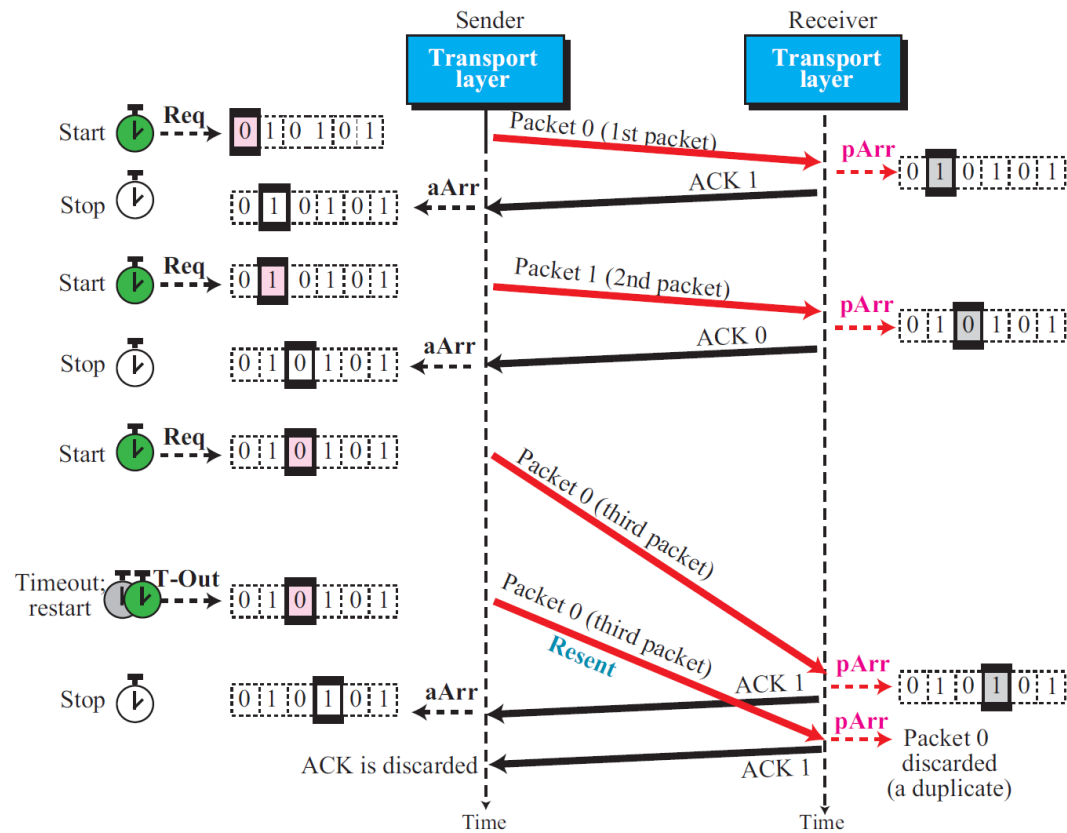 Sender Receiver
Transport layer
Transport layer
Start Req 0 1 0 1 0 1
Packet 0 (1st packet)
pArr 0 1 0 1 0 1
Stop 0 1 0 1 0 1 aArr
ACK 1
Start Req 0 1 0 1 0 1
Packet 1 (2nd packet)
pArr 0 1 0 1 0 1
Stop 0 1 0 1 0 1 aArr
ACK 0
Start Req 0 1 0 1 0 1
Packet 0 (third packet)
Timeout;
restart
T-Out 0 1 0 1 0 1
Packet 0 (third packet)
Resent
pArr 0 1 0 1 0 1
Stop 0 1 0 1 0 1 aArr
ACK 1
pArr
Packet 0
discarded
(a duplicate)
ACK is discarded
ACK 1
Time Time